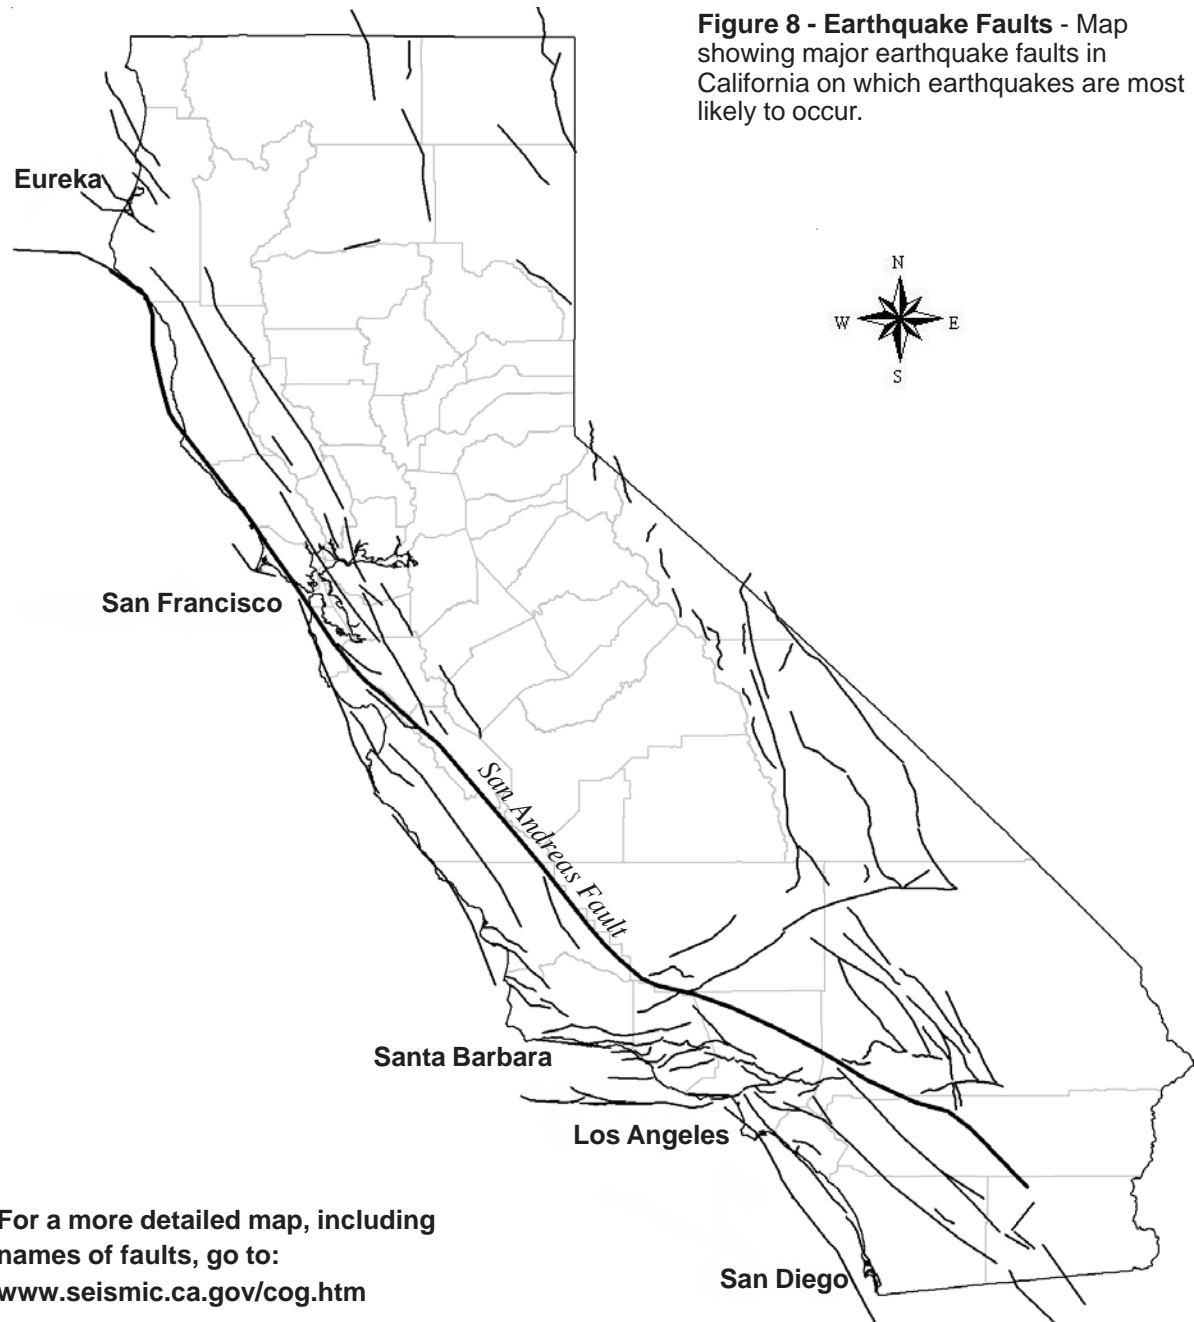 Figure 8 - Earthquake Faults - Map
showing major earthquake faults in
California on which earthquakes are most
likely to occur.
Eureka
N
W
E
S
San Francisco
San Andreas Fault
Santa Barbara
Los Angeles
For a more detailed map, including
names of faults, go to:
www.seismic.ca.gov/cog.htm
San Diego